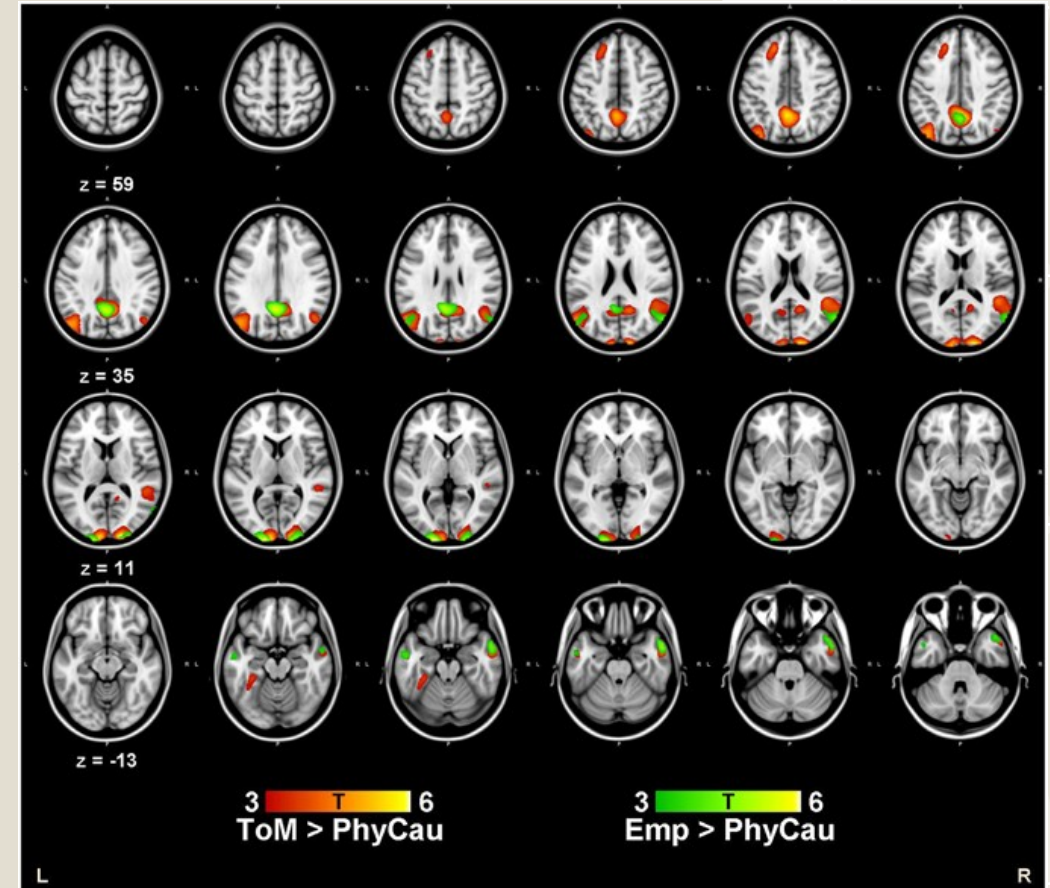 z = 59
z = 35
z = 11
z = -13
3 T 6
ToM > PhyCau
3 T 6
Emp > PhyCau
L R